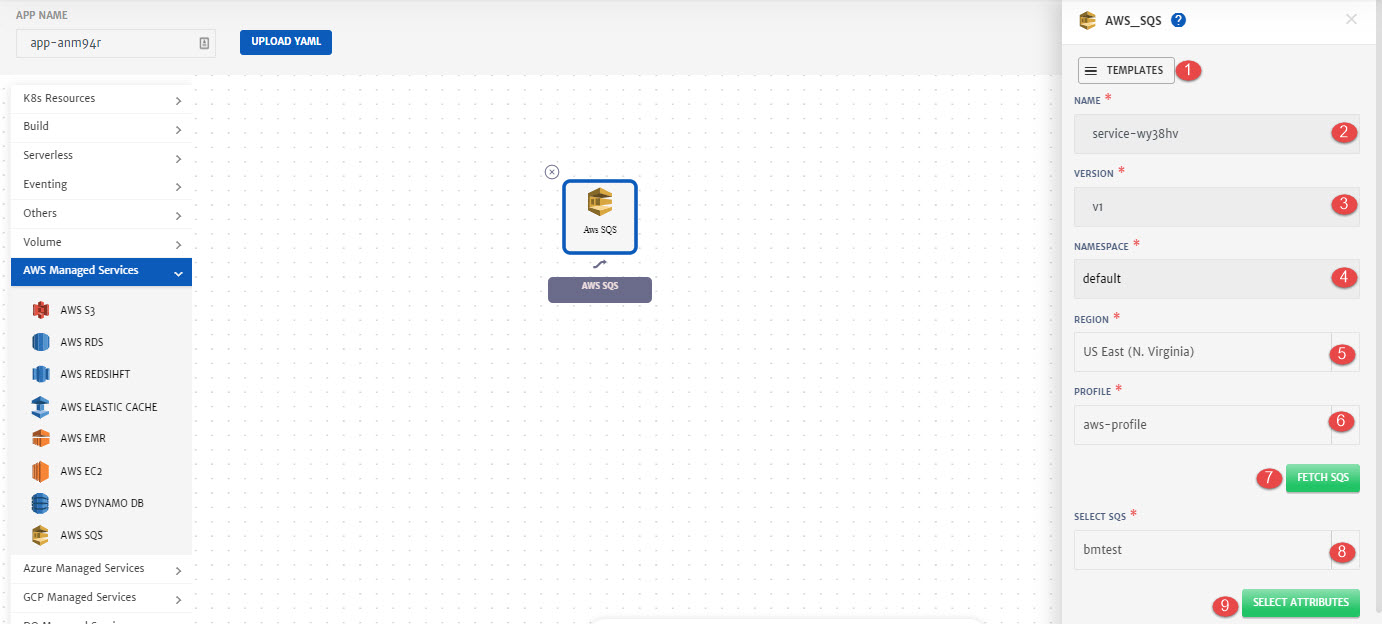 APP NAME
app-anm94r
UPLOAD YAML
K8s Resources
Build
Serverless
Eventing
Others
Volume
AWS Managed Services
AWS S3
AWS RDS
AWS REDSIHFT
AWS ELASTIC CACHE
AWS EMR
AWS EC2
AWS DYNAMO DB
AWS SQS
Azure Managed Services
GCP Managed Services
Aws SQS
AWS SQS
AWS_SQS ?
TEMPLATES 1
NAME *
service-wy38hv 2
VERSION *
v1 3
NAMESPACE *
default 4
REGION *
US East (N. Virginia) 5
PROFILE *
aws-profile 6
7 FETCH SQS
SELECT SQS *
bmtest 8
9 SELECT ATTRIBUTES